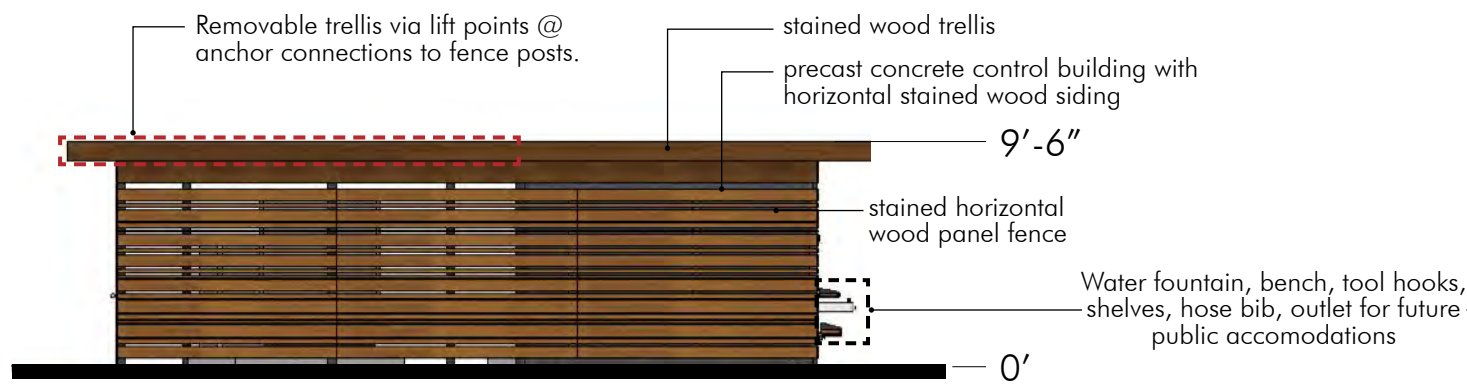 Removable trellis via lift points @
anchor connections to fence posts.
stained wood trellis
precast concrete control building with
horizontal stained wood siding
9’-6”
stained horizontal
wood panel fence
Water fountain, bench, tool hooks,
shelves, hose bib, outlet for future
public accomodations
0’